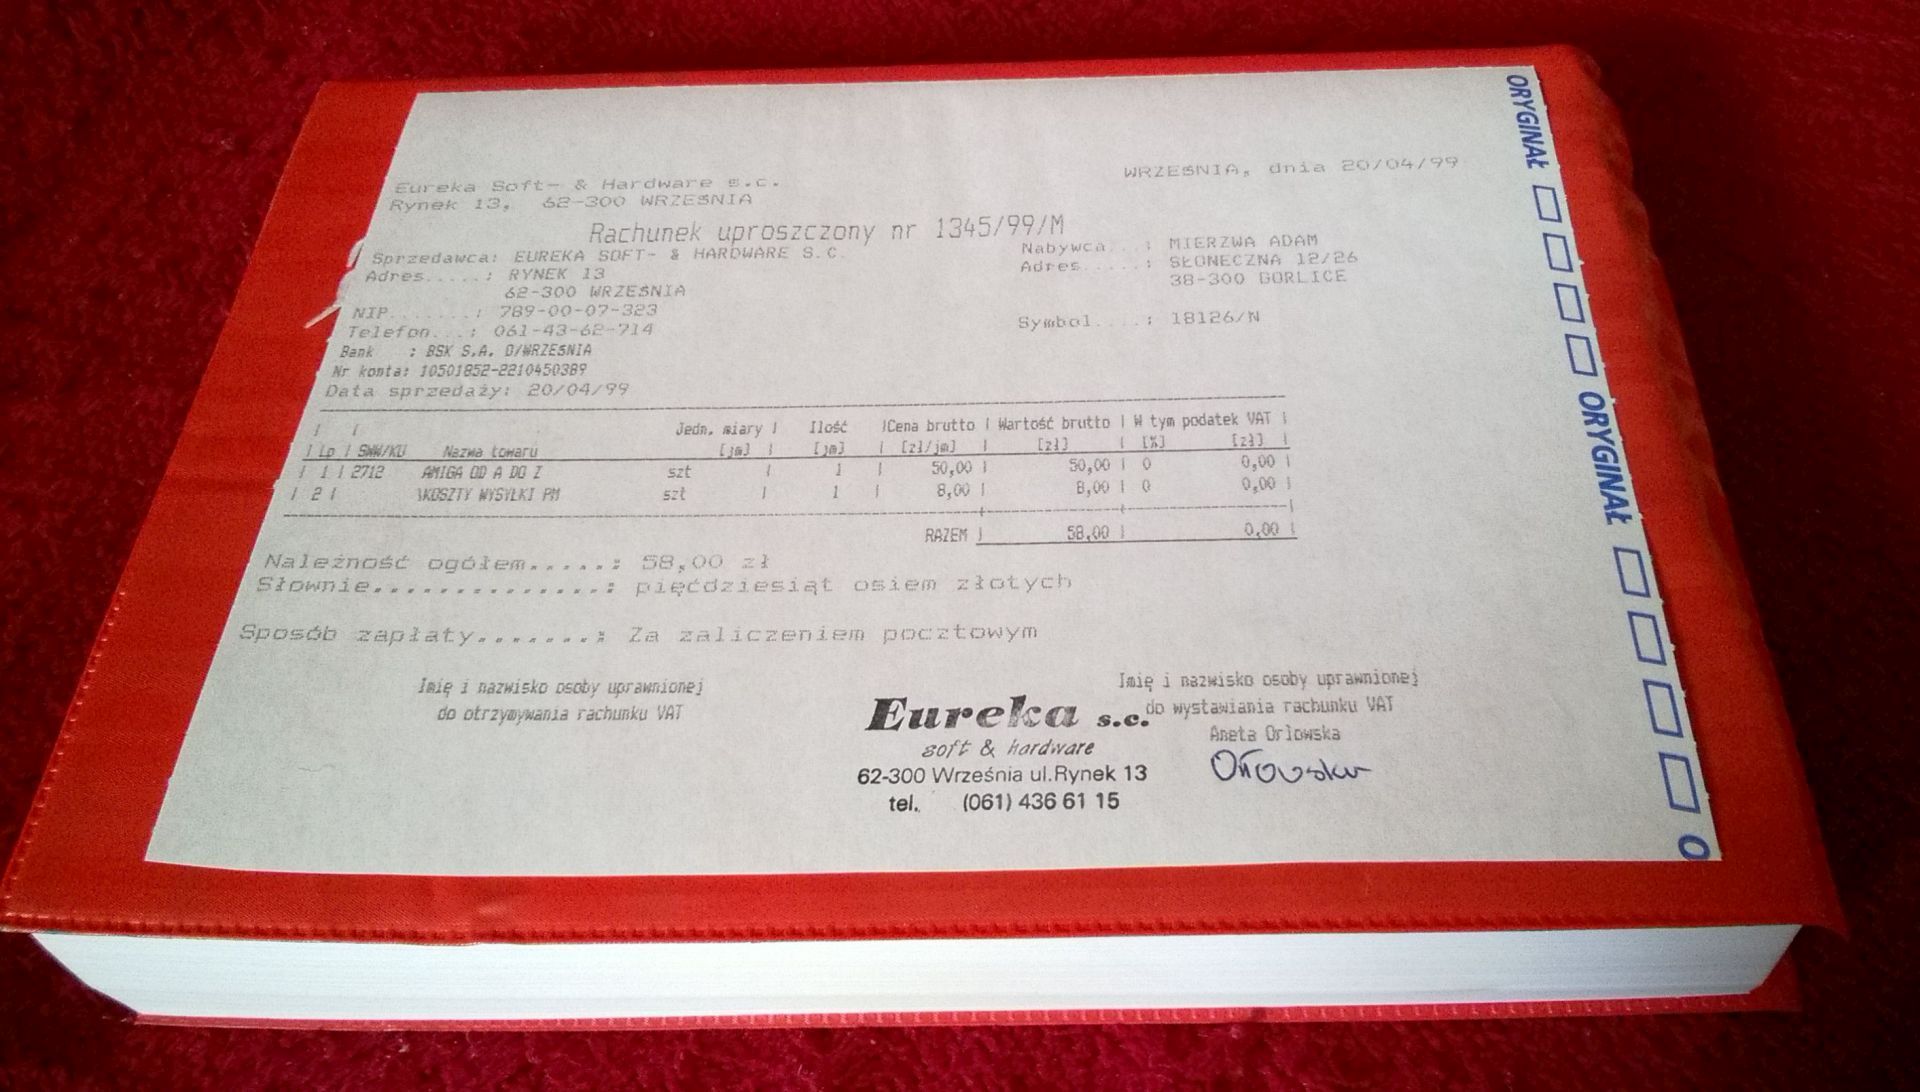 Eureka Soft- & Hardware s.c.
Rynek 13, 62-300 WRZEŚNIA
WRZEŚNIA, dnia 20/04/99
Rachunek uproszczony nr 1345/99/M
Sprzedawca: EUREKA SOFT- & HARDWARE S.C.
Adres.....: RYNEK 13
62-300 WRZEŚNIA
NIP.......: 789-00-07-323
Telefon...: 061-43-62-714
Bank : BSK S.A. O/WRZEŚNIA
Nr konta: 10501852-2210450389
Data sprzedaży: 20/04/99
Nabywca...: MIERZWA ADAM
Adres.....: SŁONECZNA 12/26
38-300 GORLICE
Symbol....: 18126/N
Jedn. miary | Ilość |Cena brutto | Wartość brutto | W tym podatek VAT |
| Lp | SWW/KU Nazwa towaru [jm] | [jm] | [zł/jm] | [zł] | [%] [zł] |
| 1 | 2712 AMIGA OD A DO Z szt | 1 | 50,00 | 50,00 | 0 0,00 |
| 2 | \KOSZTY WYSYŁKI PM szt | 1 | 8,00 | 8,00 | 0 0,00 |
RAZEM | 58,00 | 0,00 |
Należność ogółem.....: 58,00 zł
Słownie..............: pięćdziesiąt osiem złotych
Sposób zapłaty.......: Za zaliczeniem pocztowym
Imię i nazwisko osoby uprawnionej
do otrzymywania rachunku VAT
Imię i nazwisko osoby uprawnionej
do wystawiania rachunku VAT
Aneta Orlowska
Orłowska
Eureka s.c.
soft & hardware
62-300 Września ul.Rynek 13
tel. (061) 436 61 15
ORYGINAŁ
ORYGINAŁ
O